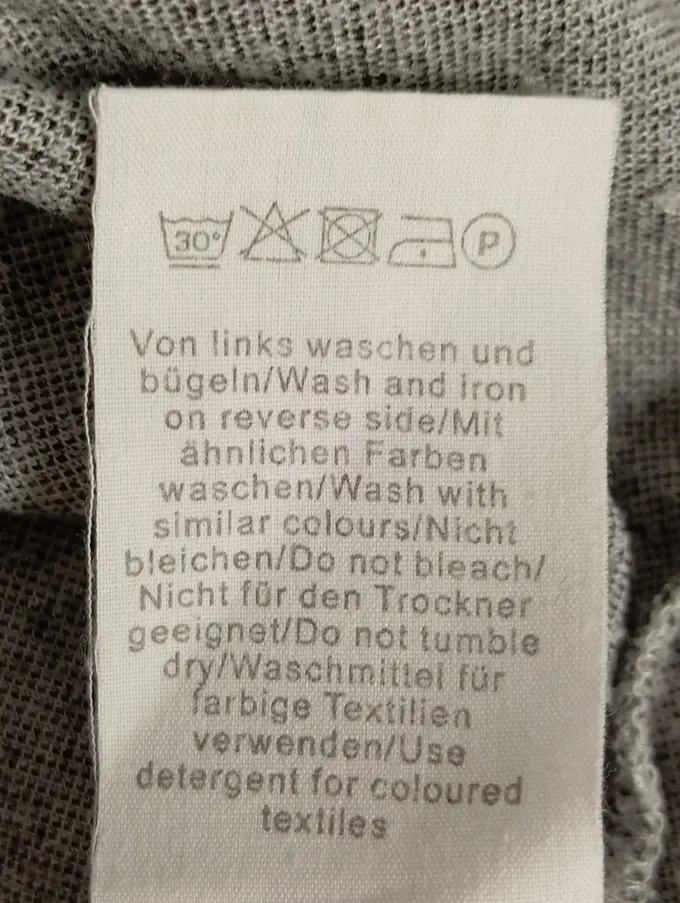 30° P
Von links waschen und
bügeln/Wash and iron
on reverse side/Mit
ähnlichen Farben
waschen/Wash with
similar colours/Nicht
bleichen/Do not bleach/
Nicht für den Trockner
geeignet/Do not tumble
dry/Waschmittel für
farbige Textilien
verwenden/Use
detergent for coloured
textiles